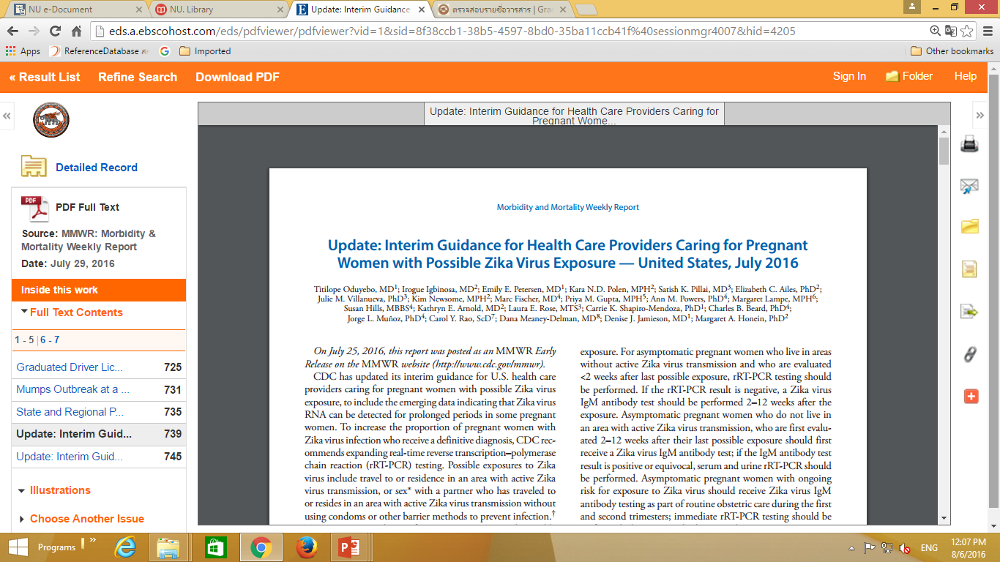 NU e-Document
NU. Library
Update: Interim Guidance
ตรวจสอบรายชื่อวารสาร | Gra
eds.a.ebscohost.com/eds/pdfviewer/pdfviewer?vid=1&sid=8f38ccb1-38b5-4597-8bd0-35ba11ccb41f%40sessionmgr4007&hid=4205
Apps
ReferenceDatabase
Imported
Other bookmarks
« Result List Refine Search Download PDF
Sign In Folder Help
Detailed Record
PDF
PDF Full Text
Source: MMWR: Morbidity &
Mortality Weekly Report
Date: July 29, 2016
Inside this work
Full Text Contents
1 - 5 | 6 - 7
Graduated Driver Lic... 725
Mumps Outbreak at a ... 731
State and Regional P... 735
Update: Interim Guid... 739
Update: Interim Guid... 745
Illustrations
Choose Another Issue
Update: Interim Guidance for Health Care Providers Caring for
Pregnant Wome...
Morbidity and Mortality Weekly Report
Update: Interim Guidance for Health Care Providers Caring for Pregnant
Women with Possible Zika Virus Exposure — United States, July 2016
Titilope Oduyebo, MD1; Irogue Igbinosa, MD2; Emily E. Petersen, MD1; Kara N.D. Polen, MPH2; Satish K. Pillai, MD3; Elizabeth C. Ailes, PhD2;
Julie M. Villanueva, PhD3; Kim Newsome, MPH2; Marc Fischer, MD4; Priya M. Gupta, MPH5; Ann M. Powers, PhD4; Margaret Lampe, MPH6;
Susan Hills, MBBS4; Kathryn E. Arnold, MD2; Laura E. Rose, MTS3; Carrie K. Shapiro-Mendoza, PhD1; Charles B. Beard, PhD4;
Jorge L. Muñoz, PhD4; Carol Y. Rao, ScD7; Dana Meaney-Delman, MD8; Denise J. Jamieson, MD1; Margaret A. Honein, PhD2
On July 25, 2016, this report was posted as an MMWR Early
Release on the MMWR website (http://www.cdc.gov/mmwr).
CDC has updated its interim guidance for U.S. health care
providers caring for pregnant women with possible Zika virus
exposure, to include the emerging data indicating that Zika virus
RNA can be detected for prolonged periods in some pregnant
women. To increase the proportion of pregnant women with
Zika virus infection who receive a definitive diagnosis, CDC rec-
ommends expanding real-time reverse transcription–polymerase
chain reaction (rRT-PCR) testing. Possible exposures to Zika
virus include travel to or residence in an area with active Zika
virus transmission, or sex* with a partner who has traveled to
or resides in an area with active Zika virus transmission without
using condoms or other barrier methods to prevent infection.†
exposure. For asymptomatic pregnant women who live in areas
without active Zika virus transmission and who are evaluated
<2 weeks after last possible exposure, rRT-PCR testing should
be performed. If the rRT-PCR result is negative, a Zika virus
IgM antibody test should be performed 2–12 weeks after the
exposure. Asymptomatic pregnant women who do not live in
an area with active Zika virus transmission, who are first evalu-
ated 2–12 weeks after their last possible exposure should first
receive a Zika virus IgM antibody test; if the IgM antibody test
result is positive or equivocal, serum and urine rRT-PCR should
be performed. Asymptomatic pregnant women with ongoing
risk for exposure to Zika virus should receive Zika virus IgM
antibody testing as part of routine obstetric care during the first
and second trimesters; immediate rRT-PCR testing should be
Programs
ENG
12:07 PM
8/6/2016